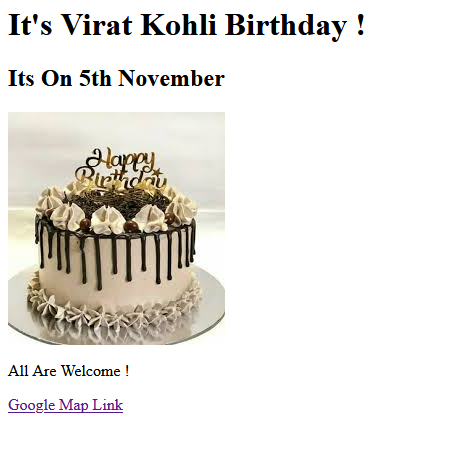 It's Virat Kohli Birthday !
Its On 5th November
Happy
Birthday
All Are Welcome !
Google Map Link